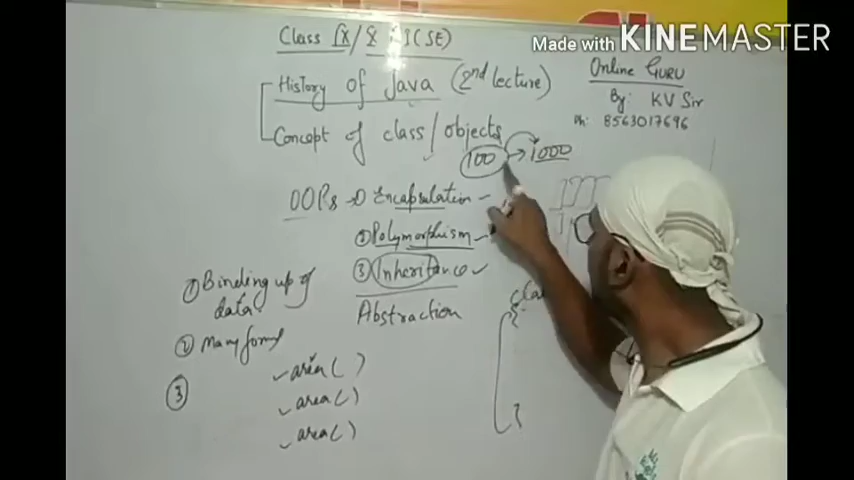 Made with KINEMASTER
Class IX/X ICSE)
History of Java (2nd lecture)
Concept of class/objects
Online GURU
By: KV Sir
Ph: 8563017696
100 → 1000
OOPs → ① Encapsulation
② Polymorphism
③ Inheritance
Abstraction
① Binding up of
data
② Many forms
③
area( )
area( )
area( )
cla
{
}